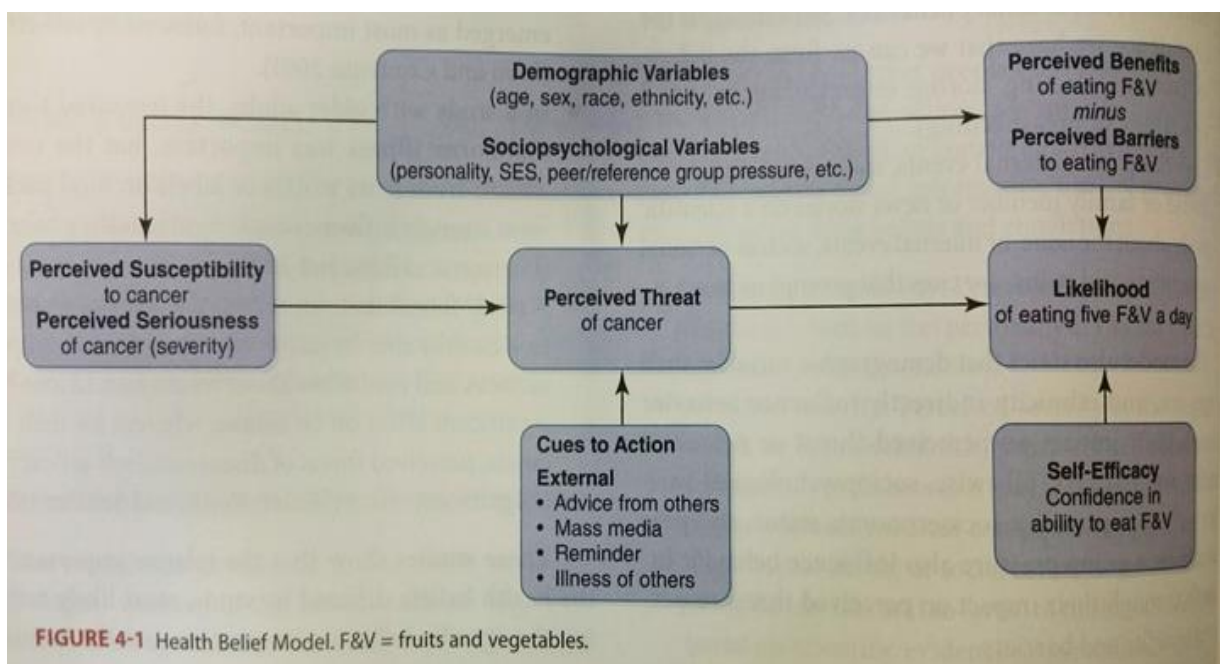 Demographic Variables
(age, sex, race, ethnicity, etc.)
Sociopsychological Variables
(personality, SES, peer/reference group pressure, etc.)
Perceived Benefits
of eating F&V
minus
Perceived Barriers
to eating F&V
Perceived Susceptibility
to cancer
Perceived Seriousness
of cancer (severity)
Perceived Threat
of cancer
Likelihood
of eating five F&V a day
Cues to Action
External
• Advice from others
• Mass media
• Reminder
• Illness of others
Self-Efficacy
Confidence in
ability to eat F&V
FIGURE 4-1 Health Belief Model. F&V = fruits and vegetables.